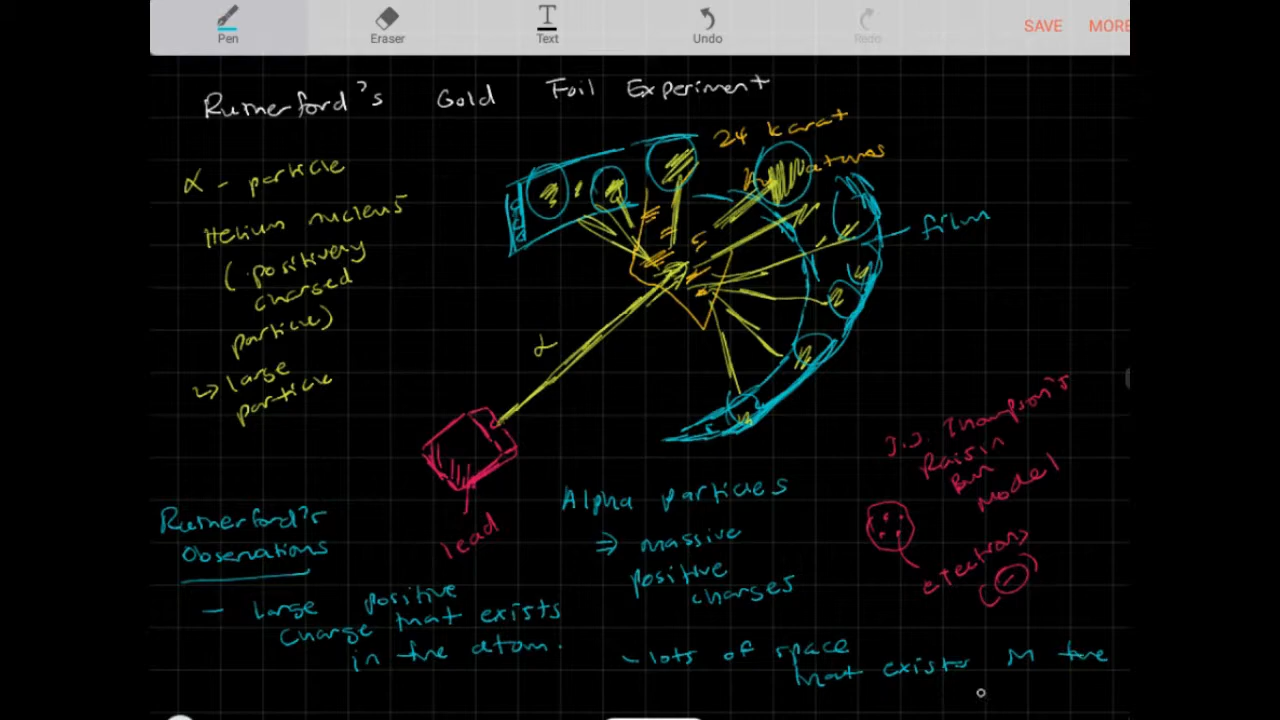 Pen
Eraser
Text
Undo
Redo
SAVE
MORE
Rutherford's Gold Foil Experiment
24 karat
α - particle
Helium nucleus
(positively
charged
particle)
↳ large
particle
film
α
lead
J.J. Thompson's
Raisin
Bun
model
electrons
(-)
Rutherford's
Observations
- large positive
charge that exists
in the atom.
Alpha particles
⇒ massive
positive
charges
- lots of space
that exists in the